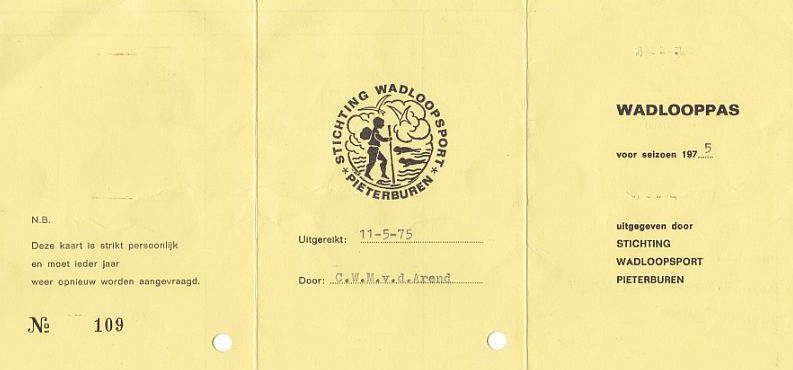 N.B.
Deze kaart is strikt persoonlijk
en moet ieder jaar
weer opnieuw worden aangevraagd.
№ 109
STICHTING WADLOOPSPORT
* PIETERBUREN *
Uitgereikt: 11-5-75
Door: C.W.M.v.d.Arend
WADLOOPPAS
voor seizoen 1975
uitgegeven door
STICHTING
WADLOOPSPORT
PIETERBUREN